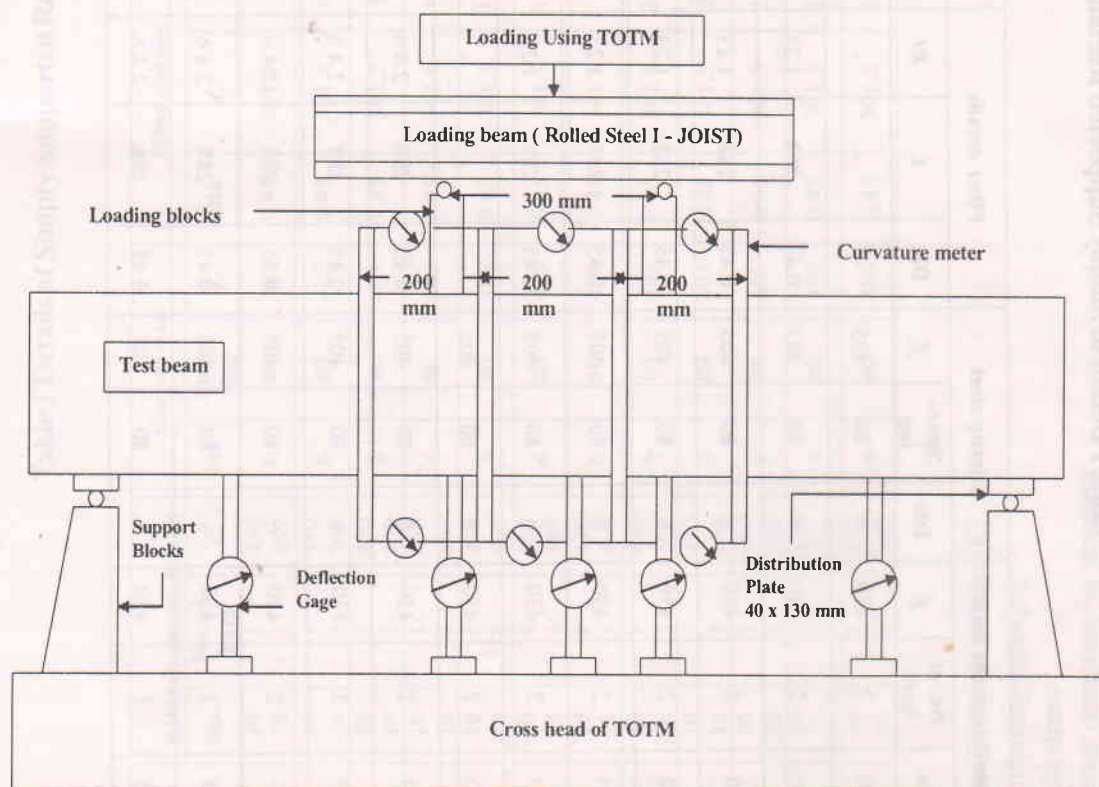 Loading Using TOTM
Loading beam ( Rolled Steel I - JOIST)
300 mm
Loading blocks
Curvature meter
200
mm
200
mm
200
mm
Test beam
Support
Blocks
Deflection
Gage
Distribution
Plate
40 x 130 mm
Cross head of TOTM